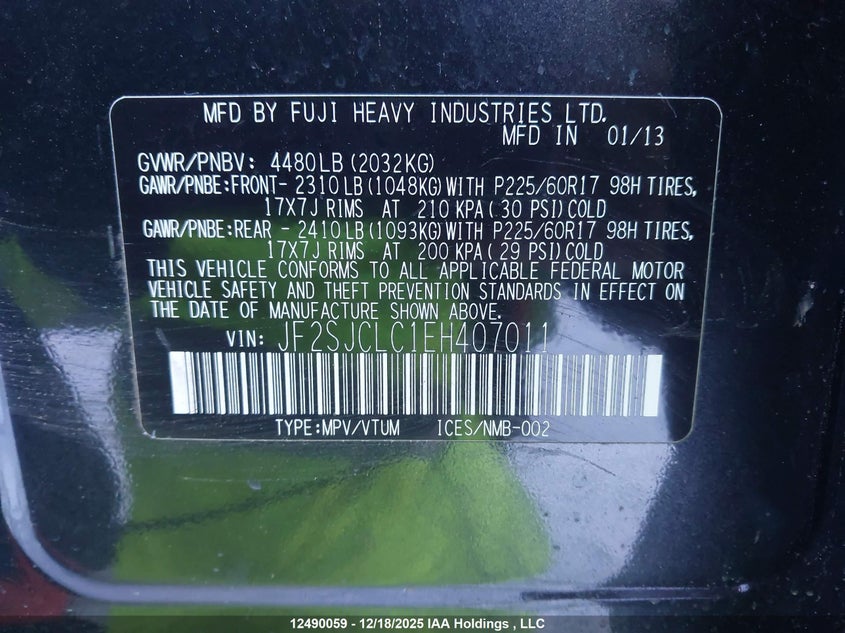 MFD BY FUJI HEAVY INDUSTRIES LTD.
MFD IN 01/13
GVWR/PNBV: 4480LB(2032KG)
GAWR/PNBE:FRONT- 2310LB(1048KG)WITH P225/60R17 98H TIRES,
17X7J RIMS AT 210 KPA( 30 PSI)COLD
GAWR/PNBE:REAR - 2410LB(1093KG)WITH P225/60R17 98H TIRES,
17X7J RIMS AT 200 KPA( 29 PSI)COLD
THIS VEHICLE CONFORMS TO ALL APPLICABLE FEDERAL MOTOR
VEHICLE SAFETY AND THEFT PREVENTION STANDARDS IN EFFECT ON
THE DATE OF MANUFACTURE SHOWN ABOVE.
VIN: JF2SJCLC1EH407011
TYPE:MPV/VTUM ICES/NMB-002
12490059 - 12/18/2025 IAA Holdings , LLC